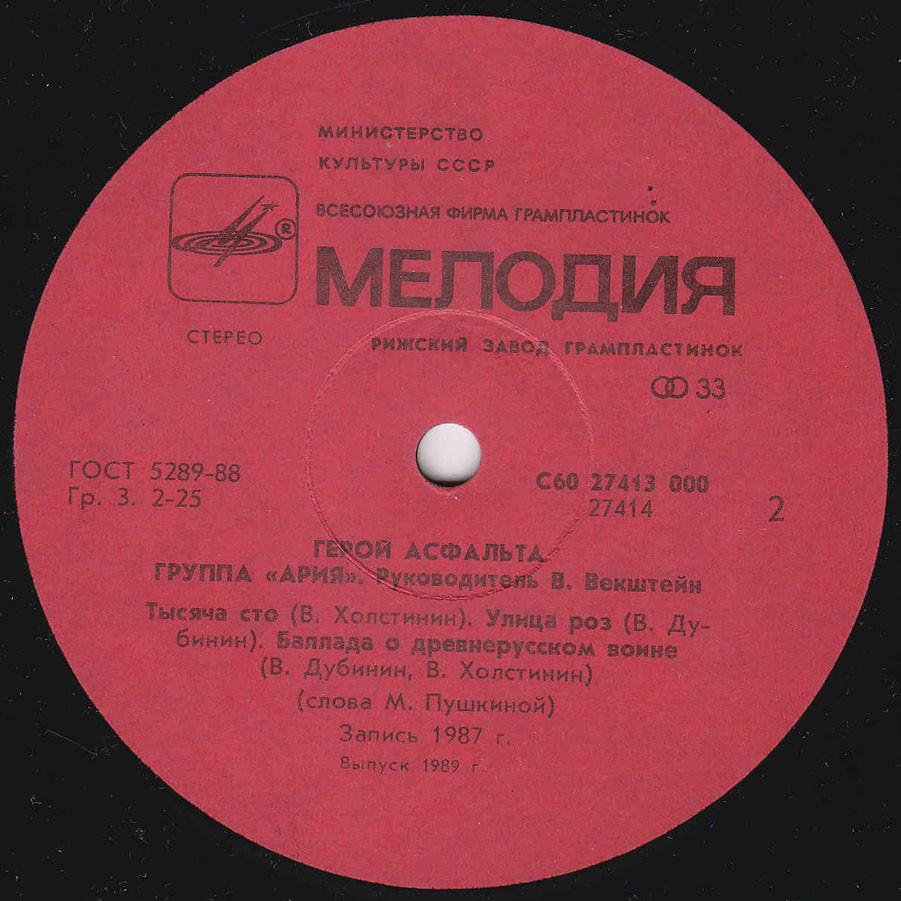 МИНИСТЕРСТВО
КУЛЬТУРЫ СССР
ВСЕСОЮЗНАЯ ФИРМА ГРАМПЛАСТИНОК
®
МЕЛОДИЯ
СТЕРЕО
РИЖСКИЙ ЗАВОД ГРАМПЛАСТИНОК
33
ГОСТ 5289-88
Гр. 3. 2-25
С60 27413 000
27414
2
ГЕРОЙ АСФАЛЬТА
ГРУППА «АРИЯ». Руководитель В. Векштейн
Тысяча сто (В. Холстинин). Улица роз (В. Ду-
бинин). Баллада о древнерусском воине
(В. Дубинин, В. Холстинин)
(слова М. Пушкиной)
Запись 1987 г.
Выпуск 1989 г.